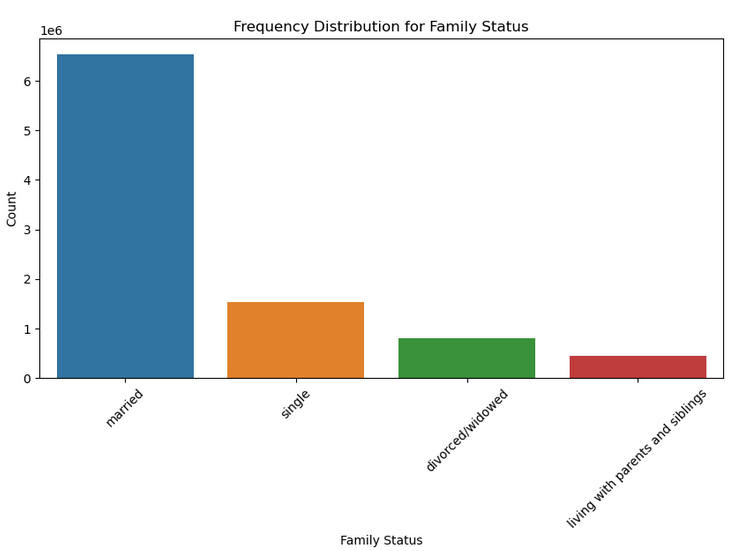 Frequency Distribution for Family Status
1e6
6
5
4
3
2
1
0
Count
married
single
divorced/widowed
living with parents and siblings
Family Status